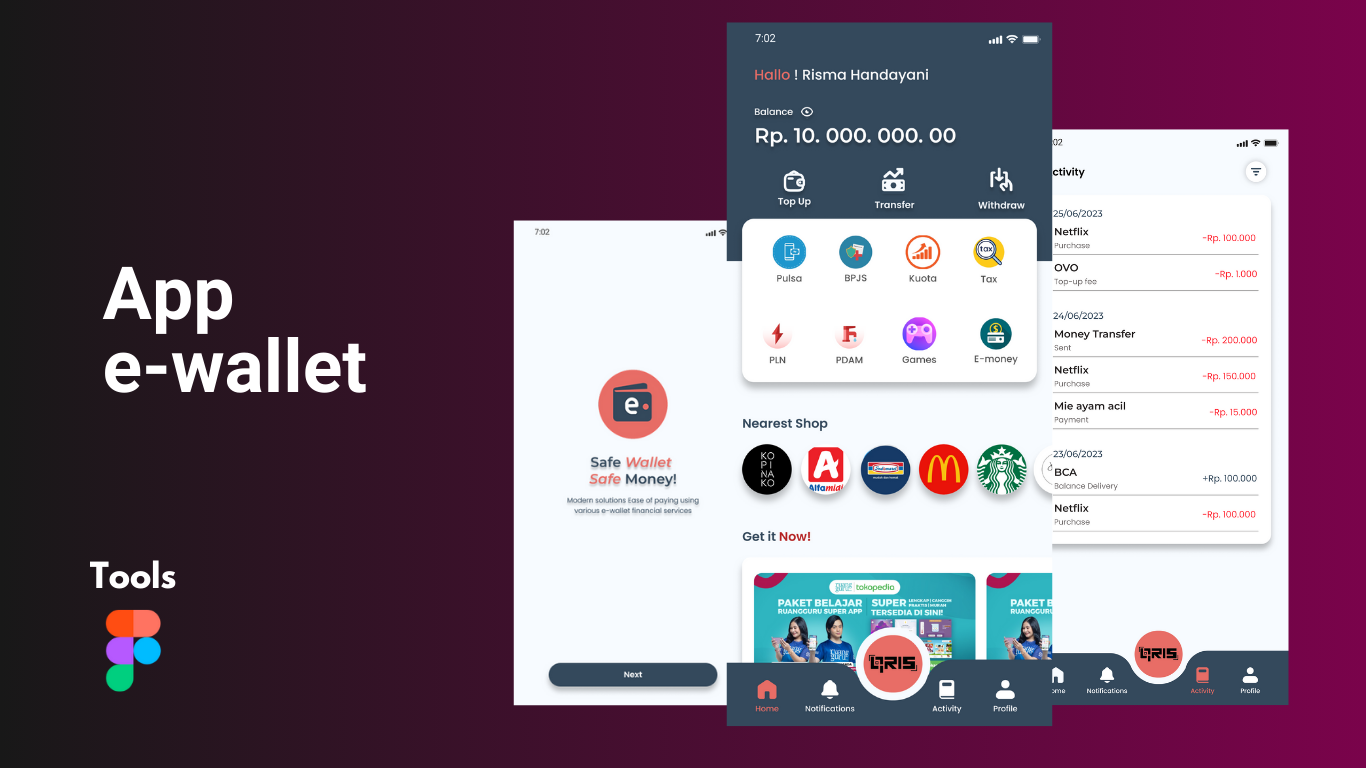 App
e-wallet
Tools
7:02
e
Safe Wallet
Safe Money!
Modern solutions Ease of paying using
various e-wallet financial services
Next
7:02
Hallo ! Risma Handayani
Balance
Rp. 10. 000. 000. 00
Top Up
Transfer
Withdraw
Pulsa
BPJS
Kuota
tax
Tax
PLN
PDAM
Games
E-money
Nearest Shop
KO
PI
NA
KO
Alfamidi
Get it Now!
tokopedia
PAKET BELAJAR
RUANGGURU SUPER APP
SUPER
TERSEDIA DI SINI!
PAKET B
RUANGGURU
QRIS
Home
Notifications
Activity
Profile
02
ctivity
25/06/2023
Netflix
-Rp. 100.000
Purchase
OVO
-Rp. 1.000
Top-up fee
24/06/2023
Money Transfer
-Rp. 200.000
Sent
Netflix
-Rp. 150.000
Purchase
Mie ayam acil
-Rp. 15.000
Payment
23/06/2023
BCA
+Rp. 100.000
Balance Delivery
Netflix
-Rp. 100.000
Purchase
QRIS
ome
Notifications
Activity
Profile